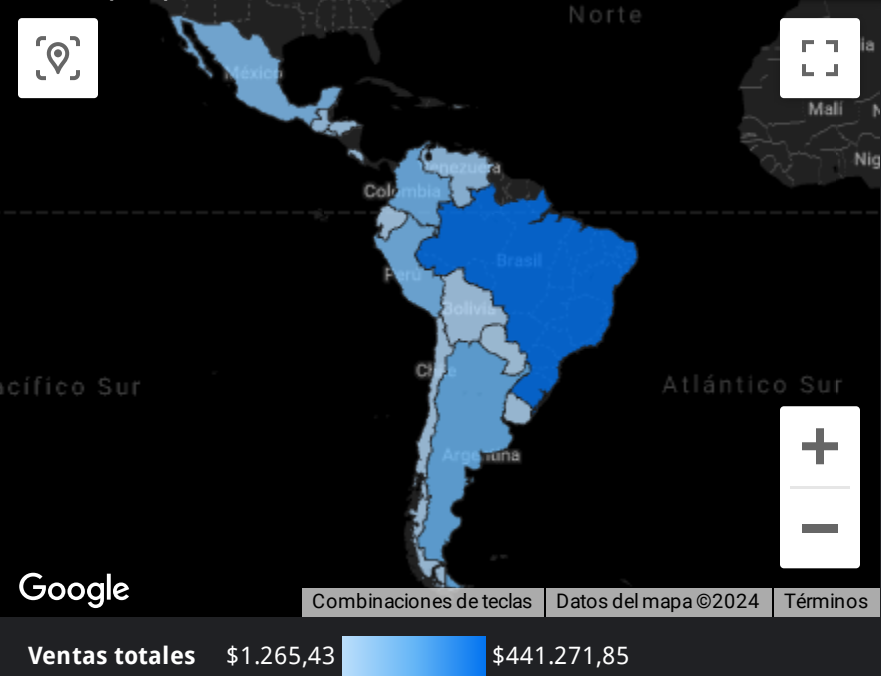 Norte
México
Malí
Nig
Venezuela
Colombia
Brasil
Perú
Bolivia
Chile
acífico Sur
Atlántico Sur
Argentina
Google
Combinaciones de teclas
Datos del mapa ©2024
Términos
Ventas totales $1.265,43 $441.271,85